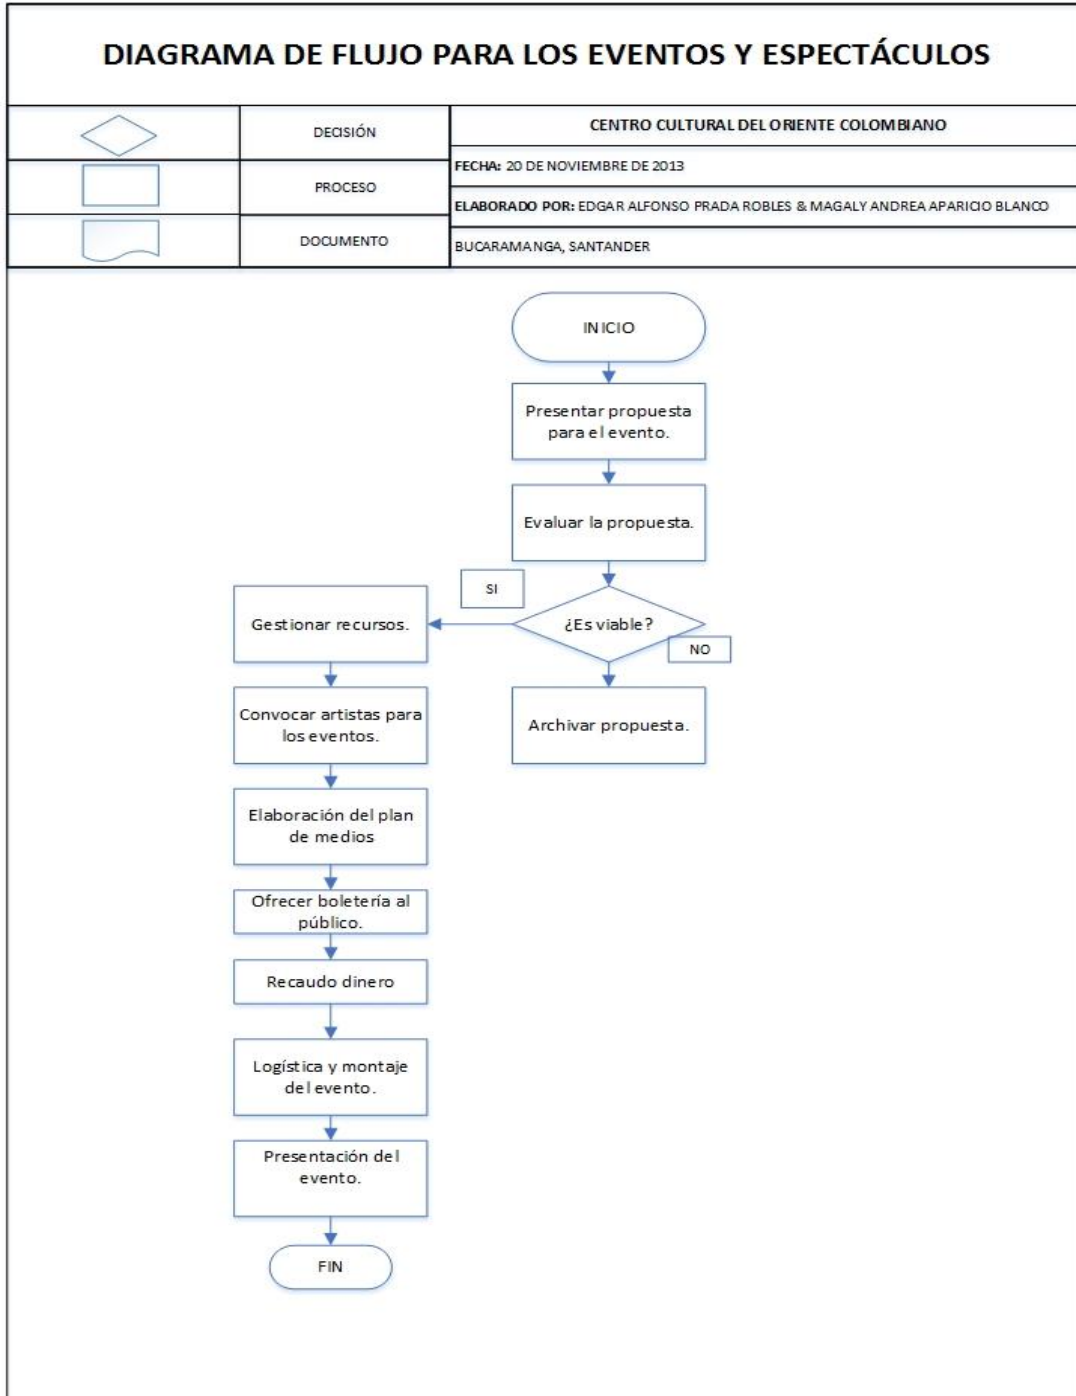 DIAGRAMA DE FLUJO PARA LOS EVENTOS Y ESPECTÁCULOS
DECISIÓN
CENTRO CULTURAL DEL ORIENTE COLOMBIANO
FECHA: 20 DE NOVIEMBRE DE 2013
PROCESO
ELABORADO POR: EDGAR ALFONSO PRADA ROBLES & MAGALY ANDREA APARICIO BLANCO
DOCUMENTO
BUCARAMANGA, SANTANDER
INICIO
Presentar propuesta
para el evento.
Evaluar la propuesta.
SI
¿Es viable?
NO
Gestionar recursos.
Convocar artistas para
los eventos.
Archivar propuesta.
Elaboración del plan
de medios
Ofrecer boletería al
público.
Recaudo dinero
Logística y montaje
del evento.
Presentación del
evento.
FIN